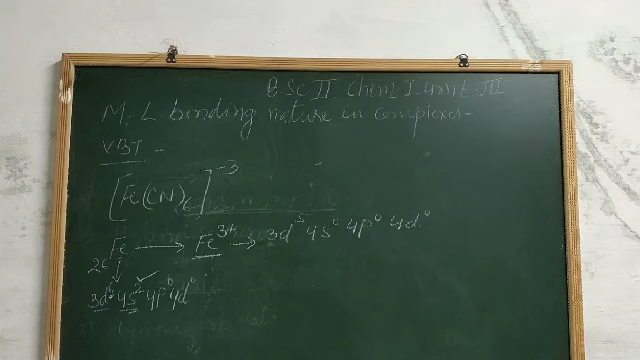 B.Sc II Chem I unit III
M-L bonding nature in complexes-
VBT -
[Fe(CN)6]-3
Fe → Fe3+ → 3d5 4s0 4p0 4d0
26
3d6 4s2 4p0 4d0